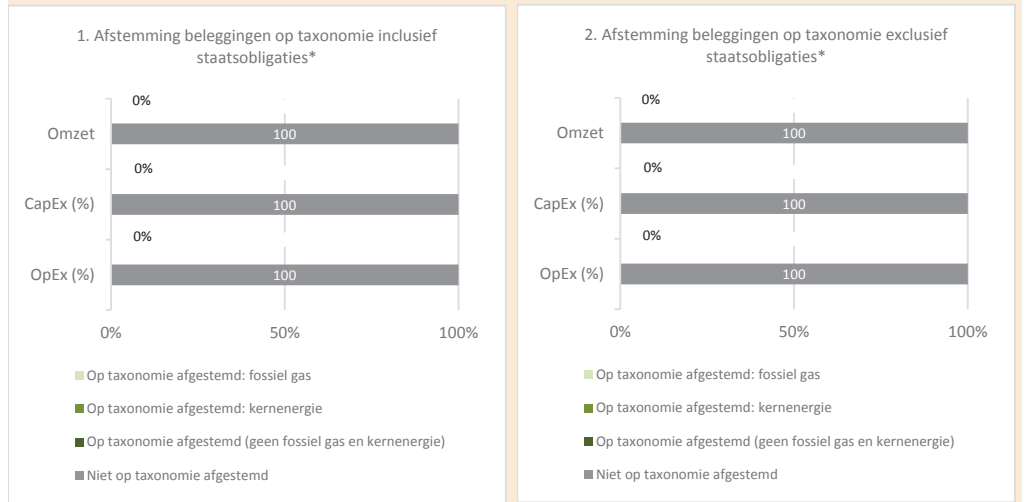 1. Afstemming beleggingen op taxonomie inclusief
staatsobligaties*
0%
Omzet
100
0%
CapEx (%)
100
0%
OpEx (%)
100
0%
50%
100%
Op taxonomie afgestemd: fossiel gas
Op taxonomie afgestemd: kernenergie
Op taxonomie afgestemd (geen fossiel gas en kernenergie)
Niet op taxonomie afgestemd
2. Afstemming beleggingen op taxonomie exclusief
staatsobligaties*
0%
Omzet
100
0%
CapEx (%)
100
0%
OpEx (%)
100
0%
50%
100%
Op taxonomie afgestemd: fossiel gas
Op taxonomie afgestemd: kernenergie
Op taxonomie afgestemd (geen fossiel gas en kernenergie)
Niet op taxonomie afgestemd